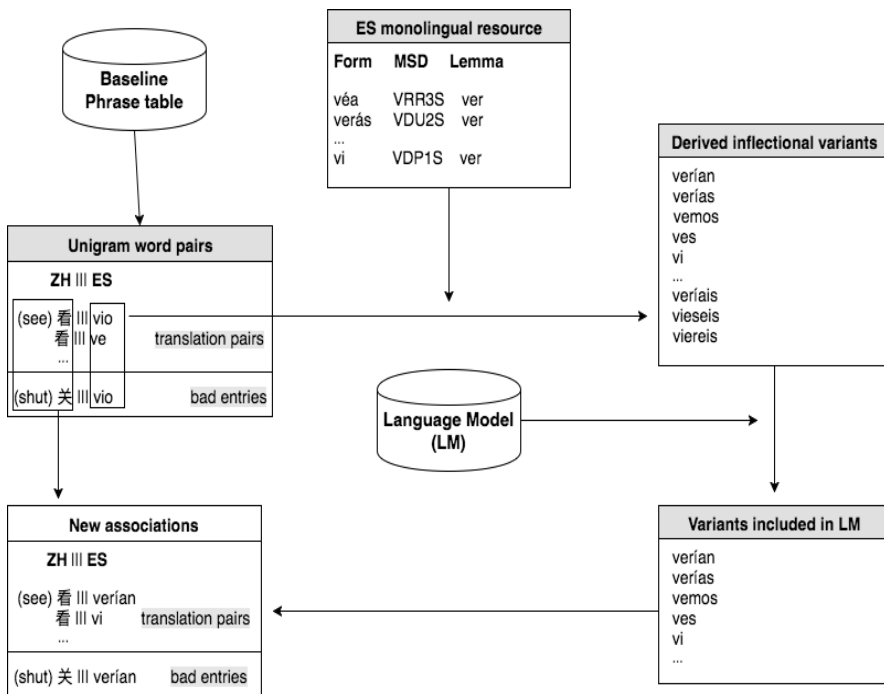 Baseline
Phrase table
ES monolingual resource
Form MSD Lemma
véa VRR3S ver
verás VDU2S ver
...
vi VDP1S ver
Derived inflectional variants
verían
verías
vemos
ves
vi
...
veríais
vieseis
viereis
Unigram word pairs
ZH ||| ES
(see) 看 ||| vio
看 ||| ve translation pairs
...
(shut) 关 ||| vio bad entries
Language Model
(LM)
New associations
ZH ||| ES
(see) 看 ||| verían
看 ||| vi translation pairs
...
(shut) 关 ||| verían bad entries
Variants included in LM
verían
verías
vemos
ves
vi
...